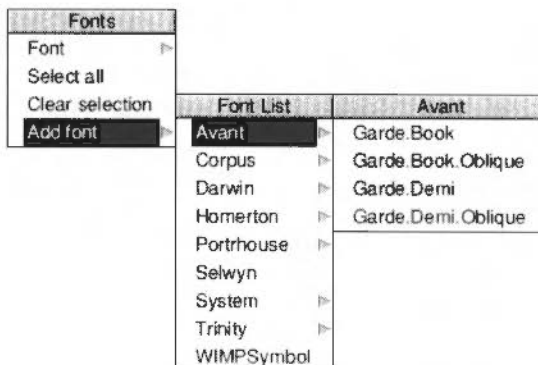 Fonts
Font
Select all
Clear selection
Add font
Font List
Avant
Corpus
Darwin
Homerton
Portrhouse
Selwyn
System
Trinity
WIMPSymbol
Avant
Garde.Book
Garde.Book.Oblique
Garde.Demi
Garde.Demi.Oblique